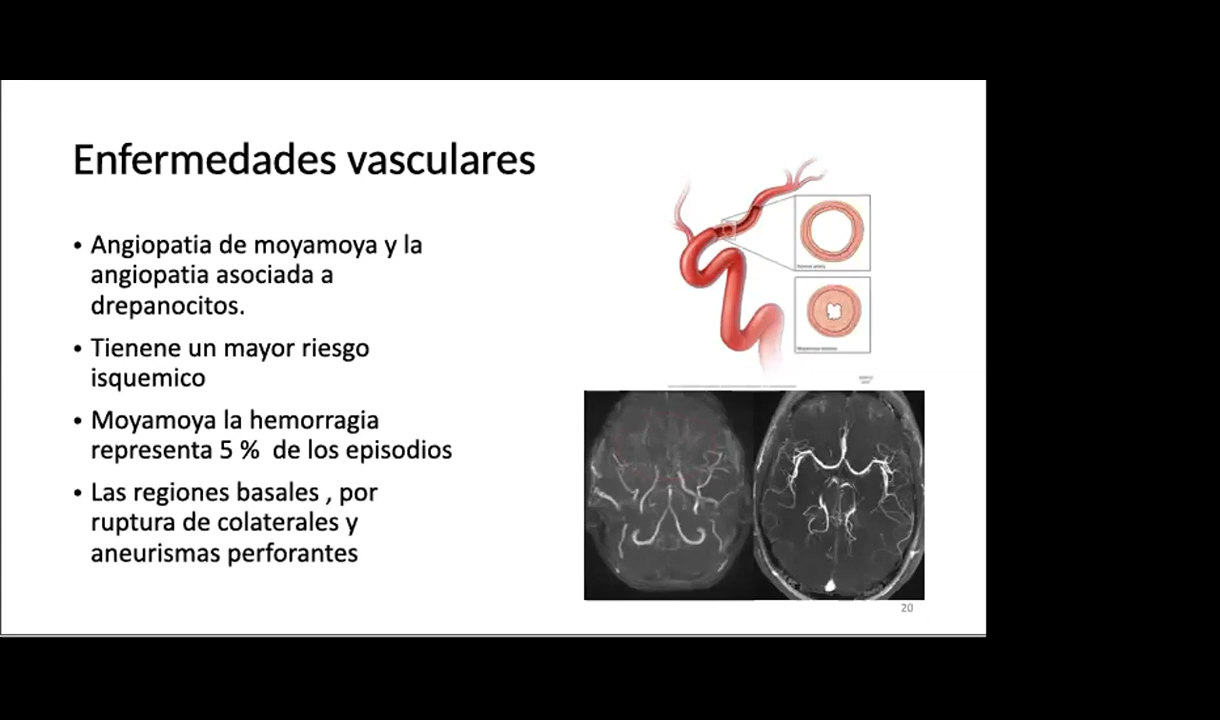 Enfermedades vasculares
• Angiopatia de moyamoya y la
angiopatia asociada a
drepanocitos.
• Tienene un mayor riesgo
isquemico
• Moyamoya la hemorragia
representa 5 % de los episodios
• Las regiones basales , por
ruptura de colaterales y
aneurismas perforantes
20